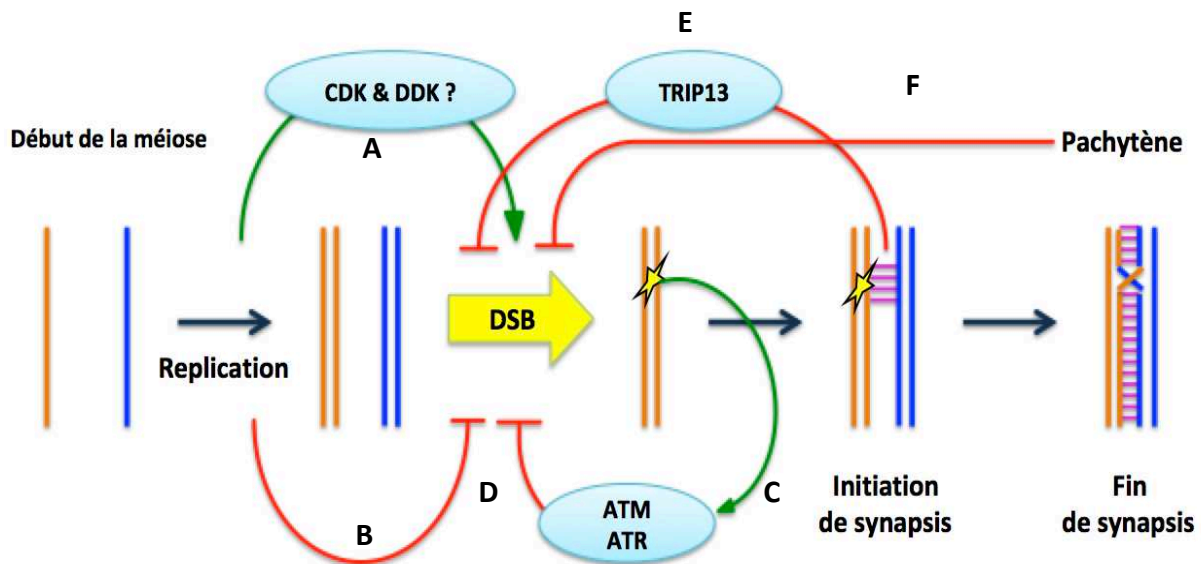 E
F
CDK & DDK ?
TRIP13
A
Début de la méiose
Pachytène
DSB
Replication
D
C
B
ATM
ATR
Initiation
de synapsis
Fin
de synapsis